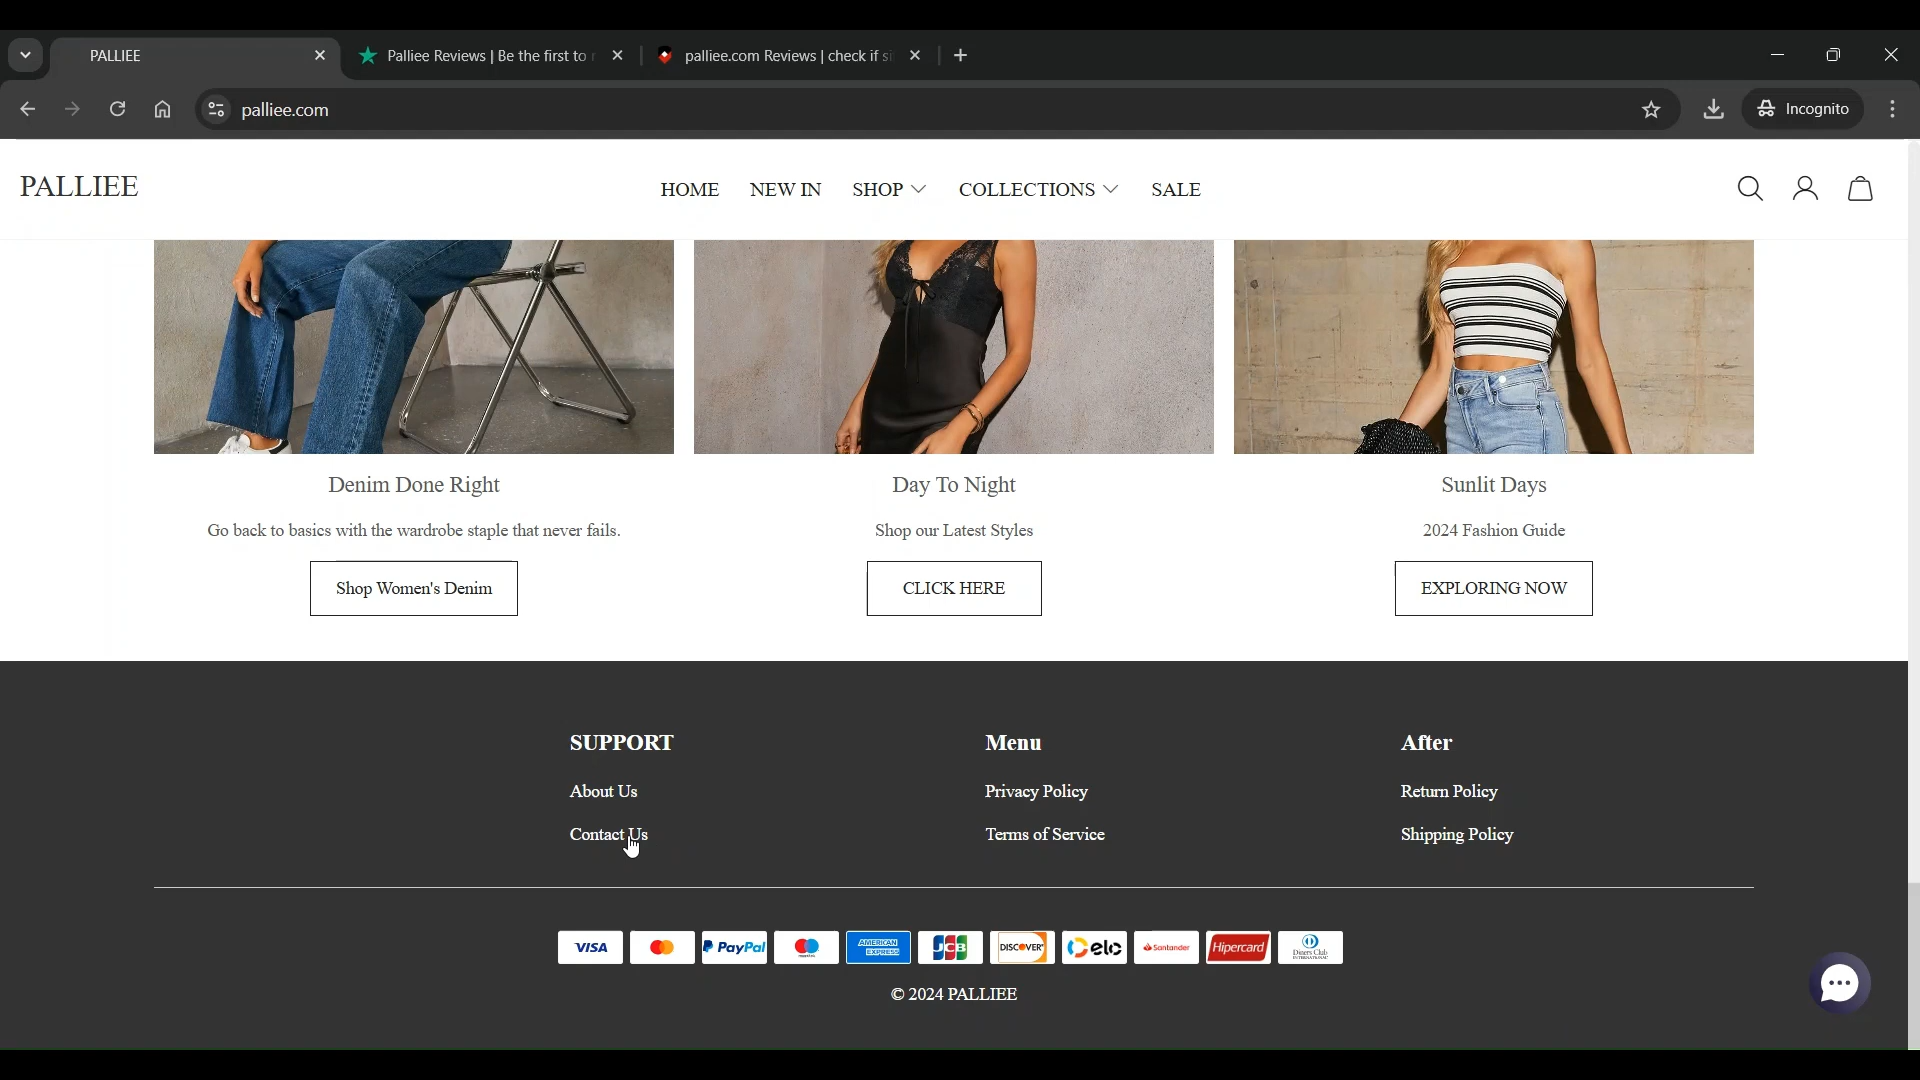 PALLIEE
Palliee Reviews | Be the first to
palliee.com Reviews | check if si
palliee.com
Incognito
PALLIEE
HOME NEW IN SHOP COLLECTIONS SALE
Denim Done Right
Go back to basics with the wardrobe staple that never fails.
Shop Women's Denim
Day To Night
Shop our Latest Styles
CLICK HERE
Sunlit Days
2024 Fashion Guide
EXPLORING NOW
SUPPORT
About Us
Contact Us
Menu
Privacy Policy
Terms of Service
After
Return Policy
Shipping Policy
VISA PayPal AMERICAN EXPRESS JCB DISCOVER elo Santander Hipercard Diners Club
© 2024 PALLIEE